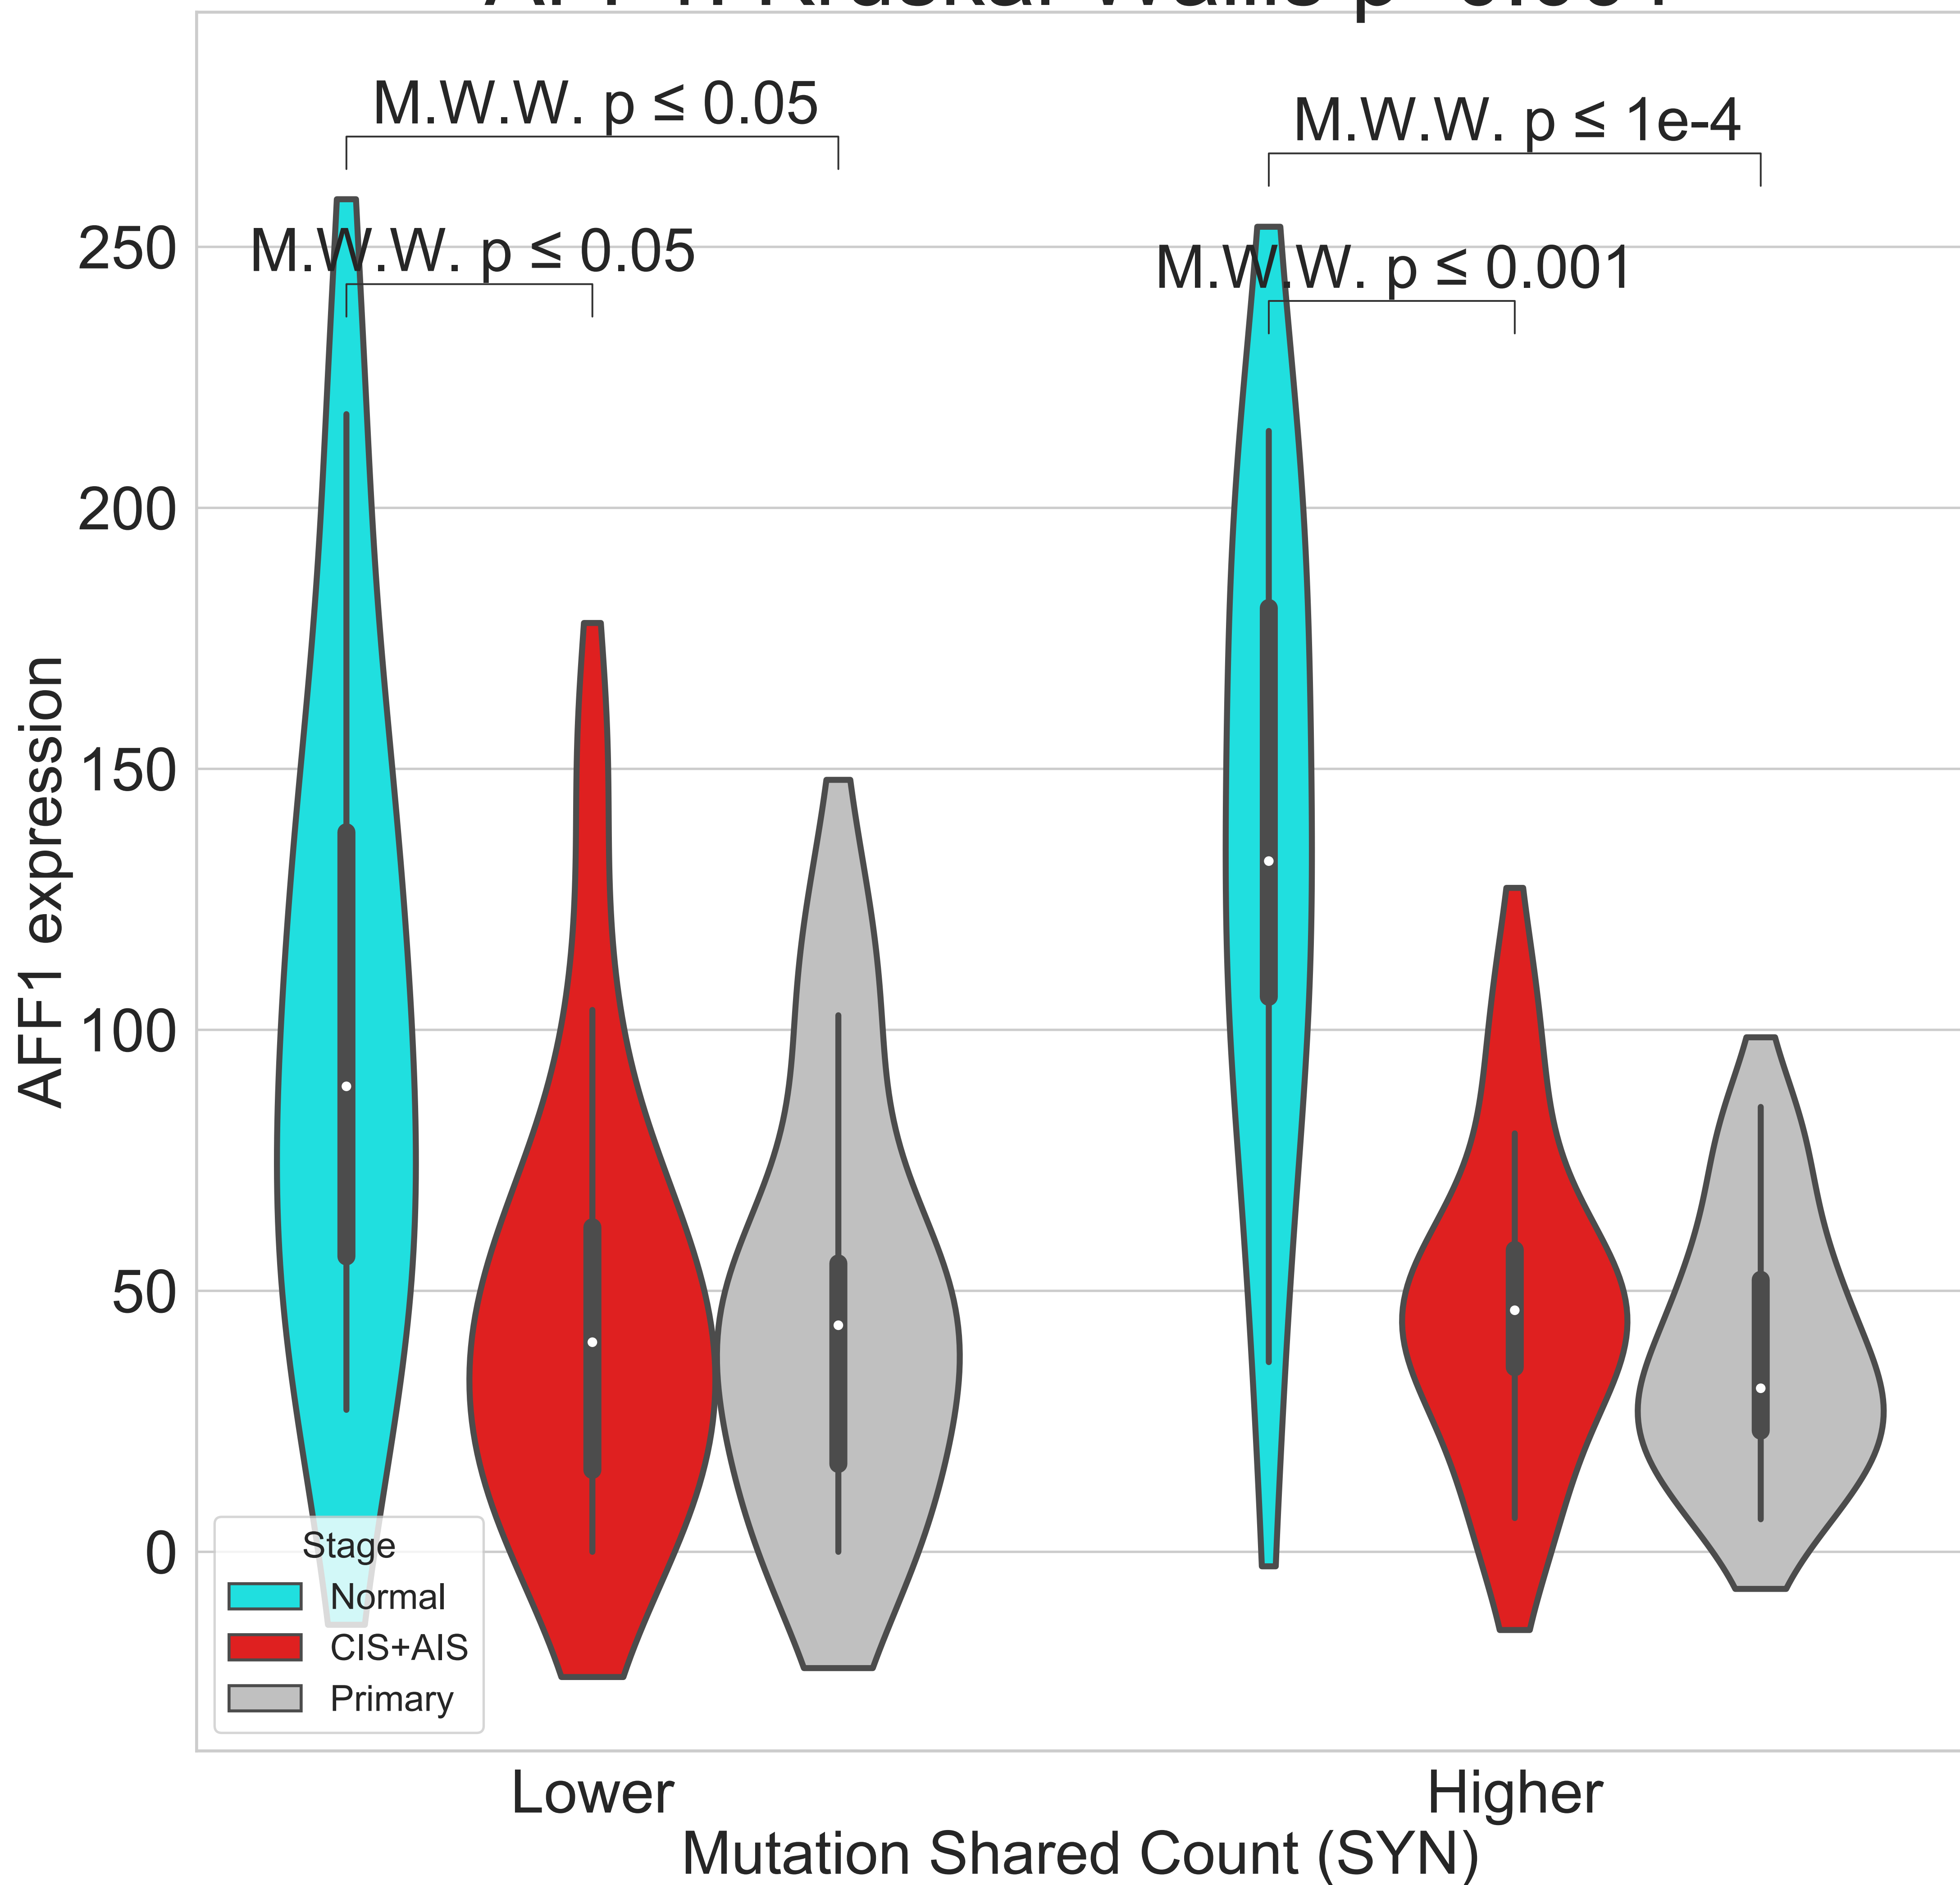 M.W.W. p ≤ 0.05
M.W.W. p ≤ 1e-4
M.W.W. p ≤ 0.05
M.W.W. p ≤ 0.001
250
200
150
100
50
0
AFF1 expression
Stage
Normal
CIS+AIS
Primary
Lower
Higher
Mutation Shared Count (SYN)